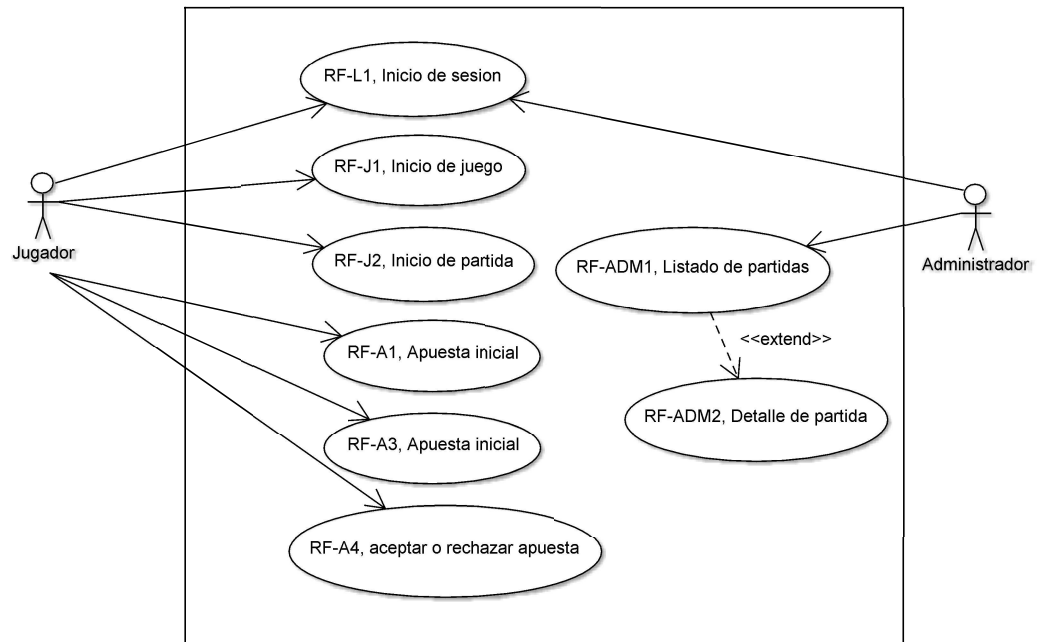 RF-L1, Inicio de sesion
RF-J1, Inicio de juego
Jugador
RF-J2, Inicio de partida
RF-ADM1, Listado de partidas
Administrador
<<extend>>
RF-A1, Apuesta inicial
RF-ADM2, Detalle de partida
RF-A3, Apuesta inicial
RF-A4, aceptar o rechazar apuesta